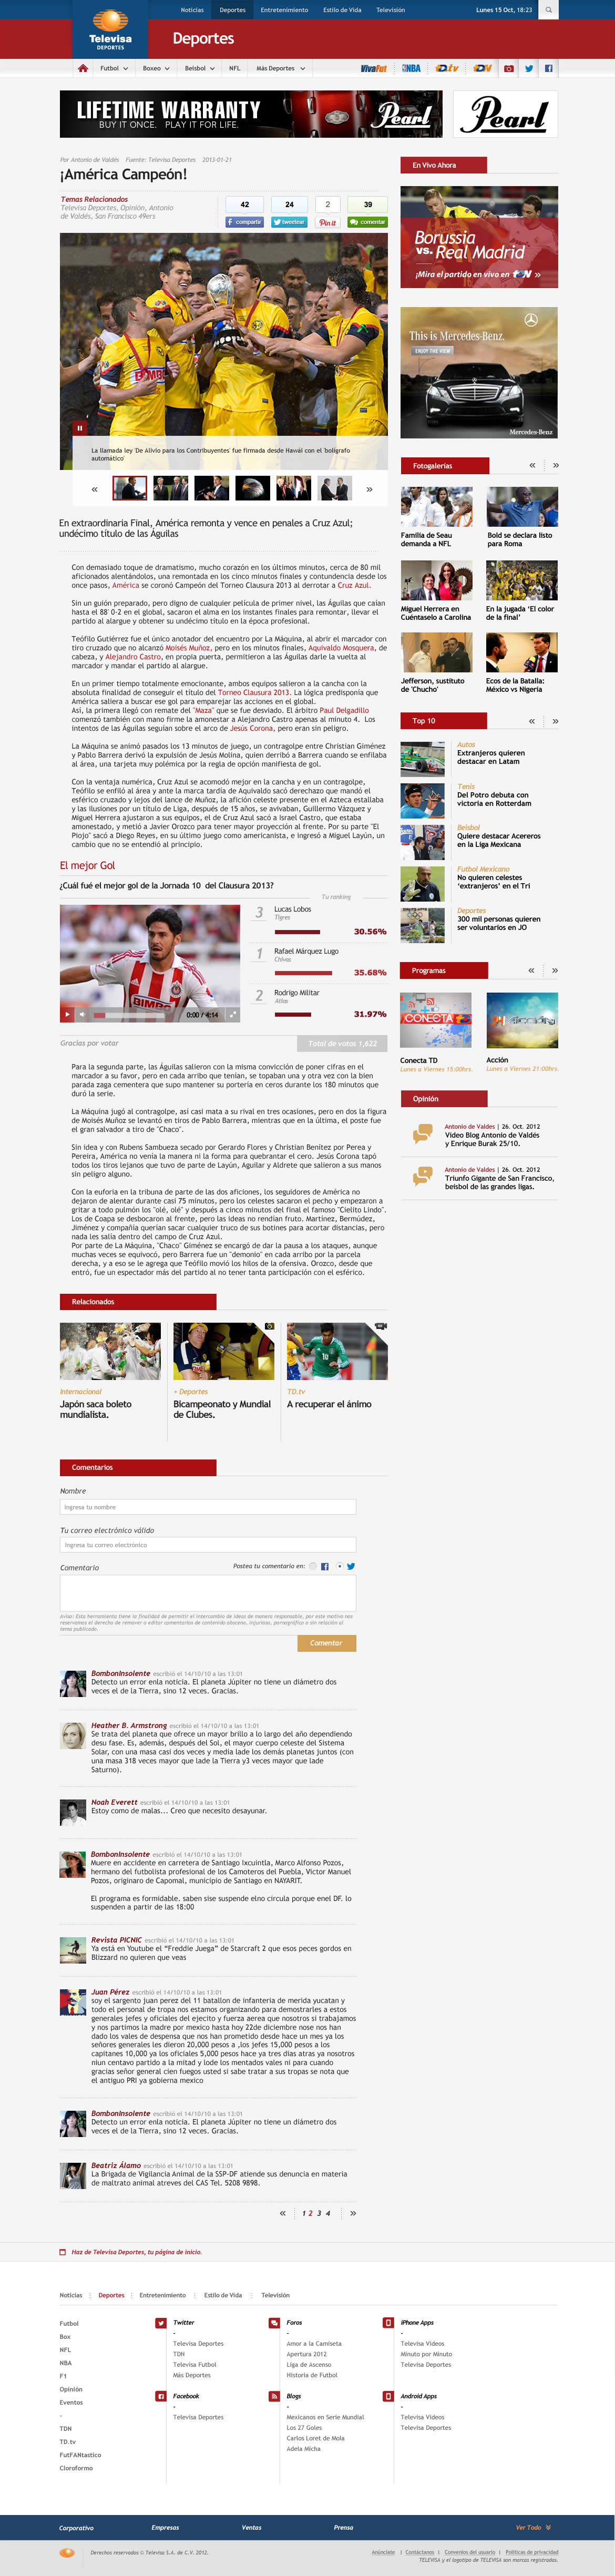 Noticias Deportes Entretenimiento Estilo de Vida Televisión Lunes 15 Oct, 18:23
Televisa
DEPORTES
Deportes
Futbol Boxeo Beisbol NFL Más Deportes VivaFut NBA
LIFETIME WARRANTY
BUY IT ONCE. PLAY IT FOR LIFE.
Pearl
Pearl
Por Antonio de Valdés Fuente: Televisa Deportes 2013-01-21
¡América Campeón!
Temas Relacionados
Televisa Deportes, Opinión, Antonio
de Valdés, San Francisco 49ers
42 24 2 39
compartir tweetear Pin it comentar
La llamada ley 'De Alivio para los Contribuyentes' fue firmada desde Hawái con el 'bolígrafo
automático'
En extraordinaria Final, América remonta y vence en penales a Cruz Azul;
undécimo título de las Águilas
Con demasiado toque de dramatismo, mucho corazón en los últimos minutos, cerca de 80 mil
aficionados alentándolos, una remontada en los cinco minutos finales y contundencia desde los
once pasos, América se coronó Campeón del Torneo Clausura 2013 al derrotar a Cruz Azul.
Sin un guión preparado, pero digno de cualquier película de primer nivel, las Águilas que caían
hasta el 88' 0-2 en el global, sacaron el alma en los instantes finales para remontar, llevar el
partido al alargue y obtener su undécimo título en la época profesional.
Teófilo Gutiérrez fue el único anotador del encuentro por La Máquina, al abrir el marcador con
tiro cruzado que no alcanzó Moisés Muñoz, pero en los minutos finales, Aquivaldo Mosquera, de
cabeza, y Alejandro Castro, en propia puerta, permitieron a las Águilas darle la vuelta al
marcador y mandar el partido al alargue.
En un primer tiempo totalmente volcado, ambos equipos salieron a la cancha con la
absoluta finalidad de conseguir el título del Torneo Clausura 2013. La lógica predisponía que
América saliera a buscar ese gol para emparejar las acciones en el global.
Así, la primera llegó con remate del "Maza" que fue desviado. El árbitro Paul Delgadillo
comenzó también con mano firme al amonestar a Alejandro Castro apenas al minuto 4. Los
intentos de las Águilas seguían sobre el arco de Jesús Corona, pero eran sin peligro.
La Máquina se animó pasados los 13 minutos de juego, un contragolpe entre Christian Giménez
y Pablo Barrera derivó la expulsión de Jesús Molina, quien derribó a Barrera cuando se enfilaba
al área, una tarjeta muy polémica por la regla de opción manifiesta de gol.
Con la ventaja numérica, Cruz Azul se acomodó mejor en la cancha y en un contragolpe,
Teófilo se enfiló al área y ante la marca tardía de Aquivaldo sacó derechazo que mandó el
esférico cruzado y lejos del lance de Muñoz, la afición celeste presente en el Azteca estallaba
y las ilusiones por el título, después de 15 años, se avivaban, Guillermo Vázquez y
Miguel Herrera modificaron el esquema, el de Cruz Azul sacó a Israel Castro, que estaba
amonestado, y metió a Javier Orozco para tener mayor proyección al frente. Por su parte "El
Piojo" sacó a Diego Reyes, en su último juego como americanista, e ingresó a Miguel Layún, un
cambio que no se entendió al principio.
El mejor Gol
¿Cuál fué el mejor gol de la Jornada 10 del Clausura 2013?
Tu ranking
0:00 / 4:14
3 Lucas Lobos
Tigres
30.56%
1 Rafael Márquez Lugo
Chivas
35.68%
2 Rodrigo Militar
Atlas
31.97%
Gracias por votar Total de votos 1,622
Para la segunda parte, las Águilas salieron con la misma convicción de poner cifras en el
marcador a su favor, pero en cada arribo que tenían, se topaban una y otra vez con la bien
parada zaga cementera que supo mantener su portería en cero durante los 180 minutos que
duró la serie.
La Máquina jugó al contragolpe, así casi mata a su rival en tres ocasiones, pero en dos la figura
de Moisés Muñoz se levantó en tiros de Pablo Barrera, mientras que en la última, el poste fue
el gran salvador a tiro de "Chaco".
Sin idea y con Rubens Sambueza secado por Gerardo Flores y Christian Benítez por Perea y
Pereira, América no venía la manera ni la forma para quebrantar el cero. Jesús Corona tapó
todos los tiros lejanos que tuvo de parte de Layún, Aguilar y Aldrete que salieron a sus manos
sin peligro alguno.
Con la euforia en la tribuna de parte de las dos aficiones, los seguidores de América no
dejaron de alentar durante casi 75 minutos, pero los celestes sacaron el pecho y empezaron a
gritar a todo pulmón los "olé, olé" y después a cinco minutos del final el famoso "Cielito Lindo".
Los de Coapa se desbocaron al frente, pero las ideas no rendían fruto. Martínez, Bermúdez,
Jiménez y compañía querían sacar cualquier truco de sus botines para acortar distancias, pero
nada les salía dentro del campo de Cruz Azul.
Por parte de La Máquina, "Chaco" Giménez se encargó de dar la pausa a los ataques, aunque
muchas veces se equivocó, pero Barrera fue un "demonio" en cada arribo por la parcela
derecha, y a eso se le agrega que Teófilo movió los hilos de la ofensiva. Orozco, desde que
entró, fue un espectador más del partido al no tener tanta participación con el esférico.
Relacionados
Internacional
Japón saca boleto
mundialista.
+ Deportes
Bicampeonato y Mundial
de Clubes.
TD.tv
A recuperar el ánimo
Comentarios
Nombre
Ingresa tu nombre
Tu correo electrónico válido
Ingresa tu correo electrónico
Comentario Postea tu comentario en:
Aviso: Esta herramienta tiene la finalidad de permitir el intercambio de ideas de manera responsable, por este motivo nos
reservamos el derecho de remover o editar comentarios de contenido obsceno, injurioso, pornográfico o sin relación al
tema publicado.
Comentar
BombonInsolente escribió el 14/10/10 a las 13:01
Detecto un error enla noticia. El planeta Júpiter no tiene un diámetro dos
veces el de la Tierra, sino 12 veces. Gracias.
Heather B. Armstrong escribió el 14/10/10 a las 13:01
Se trata del planeta que ofrece un mayor brillo a lo largo del año dependiendo
desu fase. Es, además, después del Sol, el mayor cuerpo celeste del Sistema
Solar, con una masa casi dos veces y media lade los demás planetas juntos (con
una masa 318 veces mayor que lade la Tierra y3 veces mayor que lade
Saturno).
Noah Everett escribió el 14/10/10 a las 13:01
Estoy como de malas... Creo que necesito desayunar.
BombonInsolente escribió el 14/10/10 a las 13:01
Muere en accidente en carretera de Santiago Ixcuintla, Marco Alfonso Pozos,
hermano del futbolista profesional de los Camoteros del Puebla, Víctor Manuel
Pozos, originaro de Capomal, municipio de Santiago en NAYARIT.
El programa es formidable. saben sise suspende elno circula porque enel DF. lo
suspenden a partir de las 18:00
Revista PICNIC escribió el 14/10/10 a las 13:01
Ya está en Youtube el "Freddie Juega" de Starcraft 2 que esos peces gordos en
Blizzard no quieren que veas
Juan Pérez escribió el 14/10/10 a las 13:01
soy el sargento juan perez del 11 batallon de infantería de merida yucatan y
todo el personal de tropa nos estamos organizando para demostrarles a estos
generales jefes y oficiales del ejecito y fuerza aerea que nosotros si trabajamos
y nos partimos la madre por mexico hasta hoy 22de diciembre nose nos han
dado los vales de despensa que nos han prometido desde hace un mes ya los
señores generales les dieron 20,000 pesos a ,los jefes 15,000 pesos a los
capitanes 10,000 ya los oficiales 5,000 pesos hace ya tres dias atras ya nosotros
nien centavo partido a la mitad y lode los mentados vales ni para cuando
gracias señor general cien fuegos usted si sabe tratar a sus tropas se nota que
el antiguo PRI ya gobierna mexico
BombonInsolente escribió el 14/10/10 a las 13:01
Detecto un error enla noticia. El planeta Júpiter no tiene un diámetro dos
veces el de la Tierra, sino 12 veces. Gracias.
Beatriz Álamo escribió el 14/10/10 a las 13:01
La Brigada de Vigilancia Animal de la SSP-DF atiende sus denuncia en materia
de maltrato animal atreves del CAS Tel. 5208 9898.
« 1 2 3 4 »
En Vivo Ahora
Borussia
vs. Real Madrid
¡Mira el partido en vivo en »
This is Mercedes-Benz.
ENJOY THE VIEW
Mercedes-Benz
Fotogalerías « »
Familia de Seau
demanda a NFL
Bold se declara listo
para Roma
Miguel Herrera en
Cuéntaselo a Carolina
En la jugada 'El color
de la final'
Jefferson, sustituto
de 'Chucho'
Ecos de la Batalla:
México vs Nigeria
Top 10 « »
Autos
Extranjeros quieren
destacar en Latam
Tenis
Del Potro debuta con
victoria en Rotterdam
Beisbol
Quiere destacar Acereros
en la Liga Mexicana
Futbol Mexicano
No quieren celestes
'extranjeros' en el Tri
Deportes
300 mil personas quieren
ser voluntarios en JO
Programas « »
CONECTA
Conecta TD
Lunes a Viernes 15:00hrs.
Acción
Lunes a Viernes 21:00hrs.
Opinión
Antonio de Valdes | 26. Oct. 2012
Video Blog Antonio de Valdés
y Enrique Burak 25/10.
Antonio de Valdes | 26. Oct. 2012
Triunfo Gigante de San Francisco,
beisbol de las grandes ligas.
Haz de Televisa Deportes, tu página de inicio.
Noticias Deportes Entretenimiento Estilo de Vida Televisión
Futbol
Box
NFL
NBA
F1
Opinión
Eventos
-
TDN
TD.tv
FutFANtastico
Cloroformo
Twitter
-
Televisa Deportes
TDN
Televisa Futbol
Más Deportes
Facebook
-
Televisa Deportes
Foros
-
Amor a la Camiseta
Apertura 2012
Liga de Ascenso
Historia de Futbol
Blogs
-
Mexicanos en Serie Mundial
Los 27 Goles
Carlos Loret de Mola
Adela Micha
iPhone Apps
-
Televisa Videos
Minuto por Minuto
Televisa Deportes
Android Apps
-
Televisa Videos
Televisa Deportes
Corporativo Empresas Ventas Prensa Ver Todo
Derechos reservados © Televisa S.A. de C.V. 2012.
Anúnciate | Contáctanos | Convenios del usuario | Políticas de privacidad
TELEVISA y el logotipo de TELEVISA son marcas registradas.